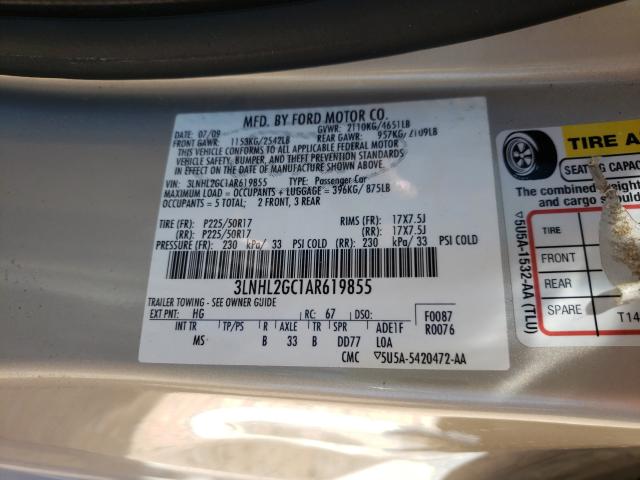 MFD. BY FORD MOTOR CO.
DATE: 07/09 GVWR: 2110KG/4651LB
FRONT GAWR: 1153KG/2542LB REAR GAWR: 957KG/2109LB
THIS VEHICLE CONFORMS TO ALL APPLICABLE FEDERAL MOTOR
VEHICLE SAFETY, BUMPER, AND THEFT PREVENTION STANDARDS
IN EFFECT ON THE DATE OF MANUFACTURE SHOWN ABOVE.
VIN: 3LNHL2GC1AR619855 TYPE: Passenger Car
MAXIMUM LOAD = OCCUPANTS + LUGGAGE = 396KG/ 875LB
OCCUPANTS = 5 TOTAL: 2 FRONT, 3 REAR
TIRE (FR): P225/50R17 RIMS (FR): 17X7.5J
(RR): P225/50R17 (RR): 17X7.5J
PRESSURE (FR): 230 kPa/ 33 PSI COLD (RR): 230 kPa/ 33 PSI COLD
3LNHL2GC1AR619855
TRAILER TOWING - SEE OWNER GUIDE
EXT PNT: HG RC: 67 DSO: F0087
R0076
INT TR TP/PS R AXLE TR SPR ADE1F
MS B 33 B DD77 LOA
CMC ▽5U5A-5420472-AA
TIRE A
SEATING CAPACITY
The combined weight
and cargo should
TIRE
FRONT
REAR
T14
▽5U5A-1532-AA (TLU)